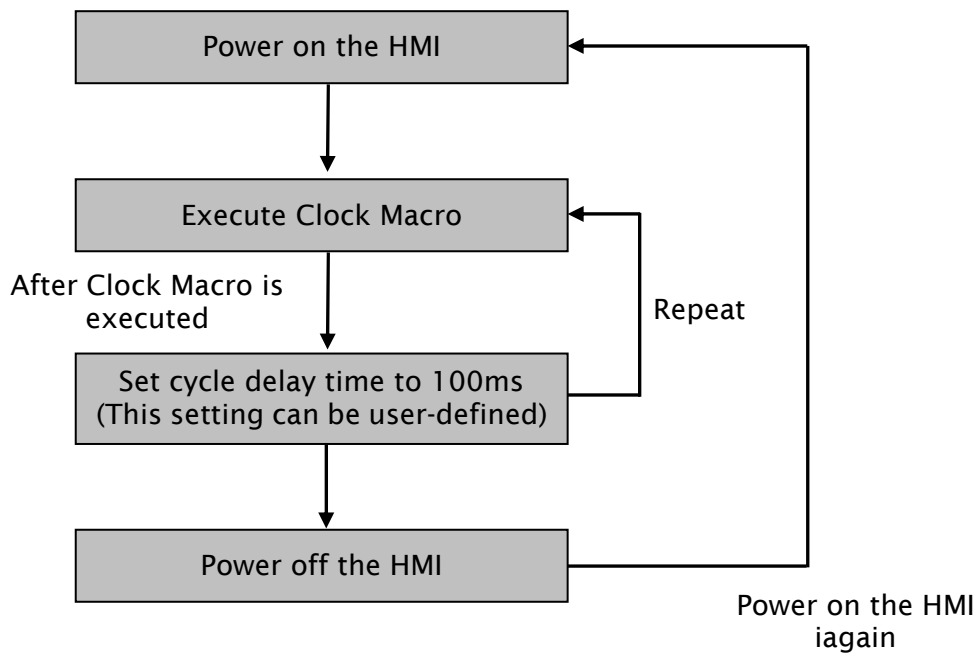 Power on the HMI
Execute Clock Macro
After Clock Macro is
executed
Repeat
Set cycle delay time to 100ms
(This setting can be user-defined)
Power off the HMI
Power on the HMI
iagain